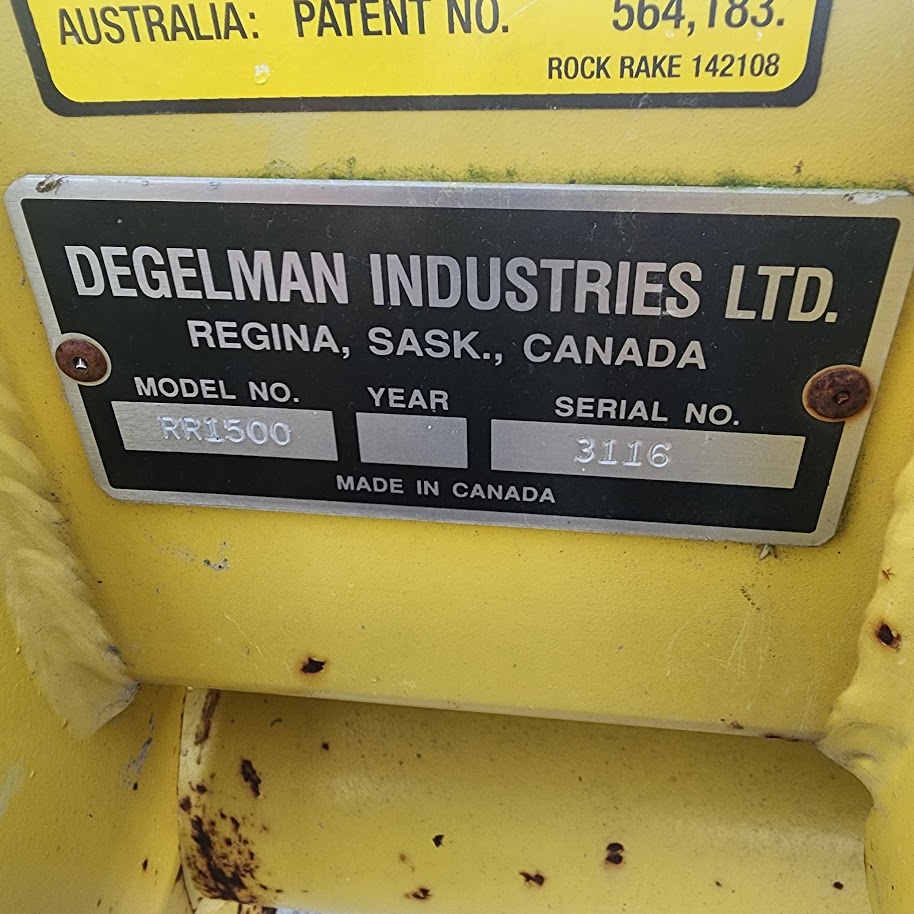 AUSTRALIA: PATENT NO. 564,183.
ROCK RAKE 142108
DEGELMAN INDUSTRIES LTD.
REGINA, SASK., CANADA
MODEL NO. YEAR SERIAL NO.
RR1500 3116
MADE IN CANADA